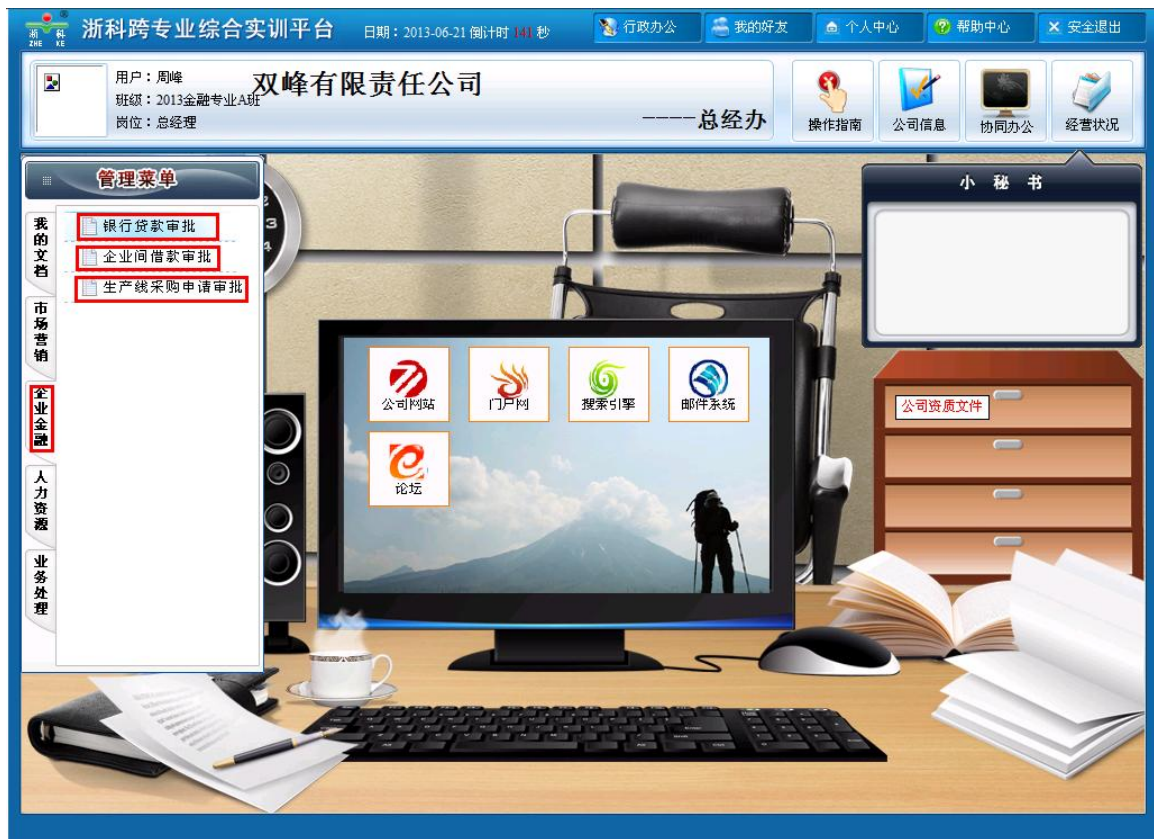 浙科
ZHE KE
浙科跨专业综合实训平台
日期：2013-06-21 倒计时 141 秒
行政办公
我的好友
个人中心
帮助中心
安全退出
用户：周峰
班级：2013金融专业A班
岗位：总经理
双峰有限责任公司
----总经办
操作指南
公司信息
协同办公
经营状况
管理菜单
我的文档
市场营销
企业金融
人力资源
业务处理
银行贷款审批
企业间借款审批
生产线采购申请审批
3
4
公司网站
门户网
搜索引擎
邮件系统
论坛
小 秘 书
公司资质文件